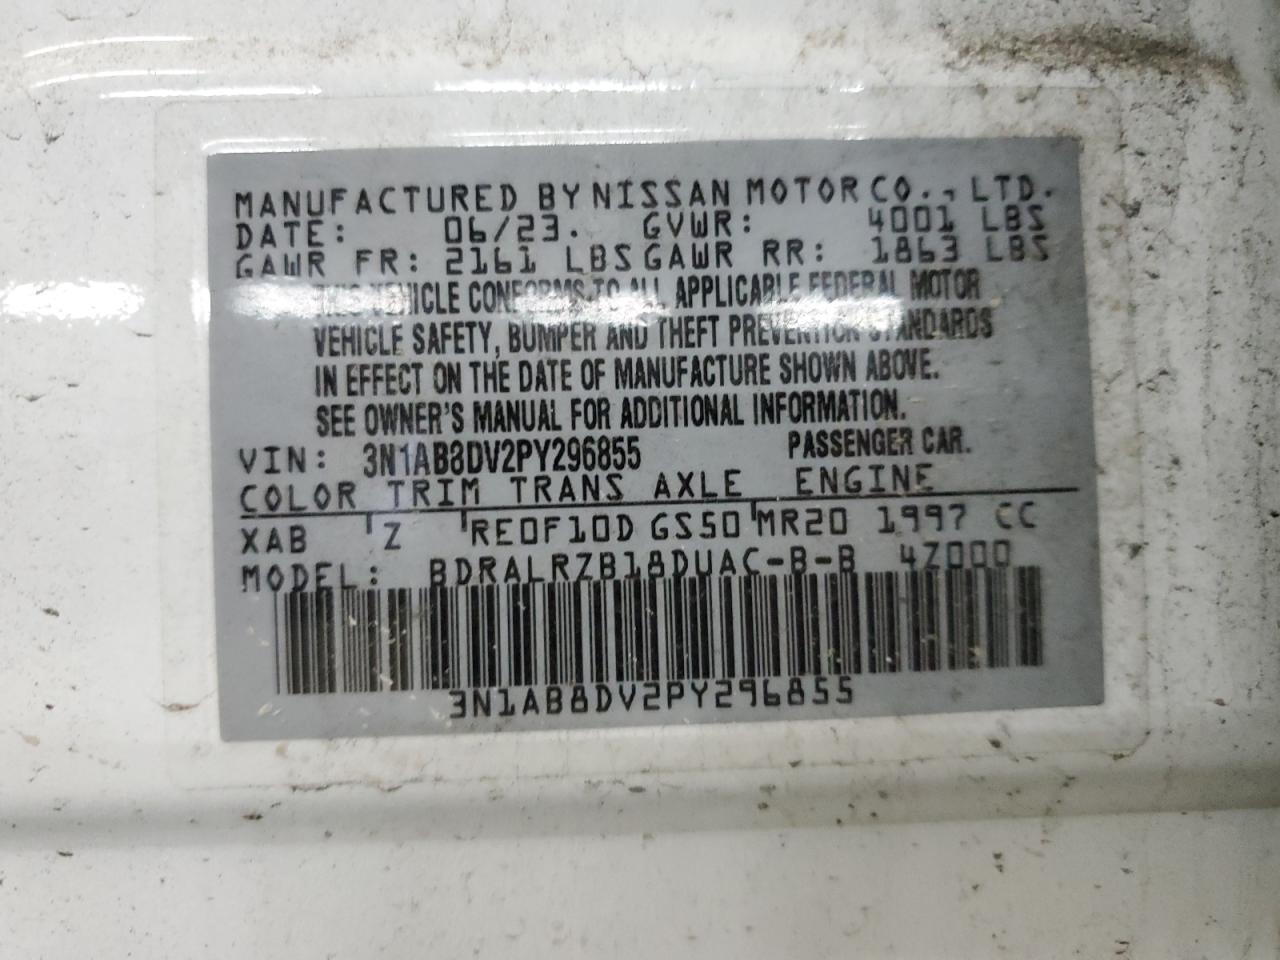 MANUFACTURED BY NISSAN MOTOR CO., LTD.
DATE: 06/23. GVWR: 4001 LBS
GAWR FR: 2161 LBS GAWR RR: 1863 LBS
THIS VEHICLE CONFORMS TO ALL APPLICABLE FEDERAL MOTOR
VEHICLE SAFETY, BUMPER AND THEFT PREVENTION STANDARDS
IN EFFECT ON THE DATE OF MANUFACTURE SHOWN ABOVE.
SEE OWNER'S MANUAL FOR ADDITIONAL INFORMATION.
VIN: 3N1AB8DV2PY296855 PASSENGER CAR.
COLOR TRIM TRANS AXLE ENGINE
XAB Z RE0F10D GS50 MR20 1997 CC
MODEL: BDRALRZB18DUAC-B-B 4Z000
3N1AB8DV2PY296855